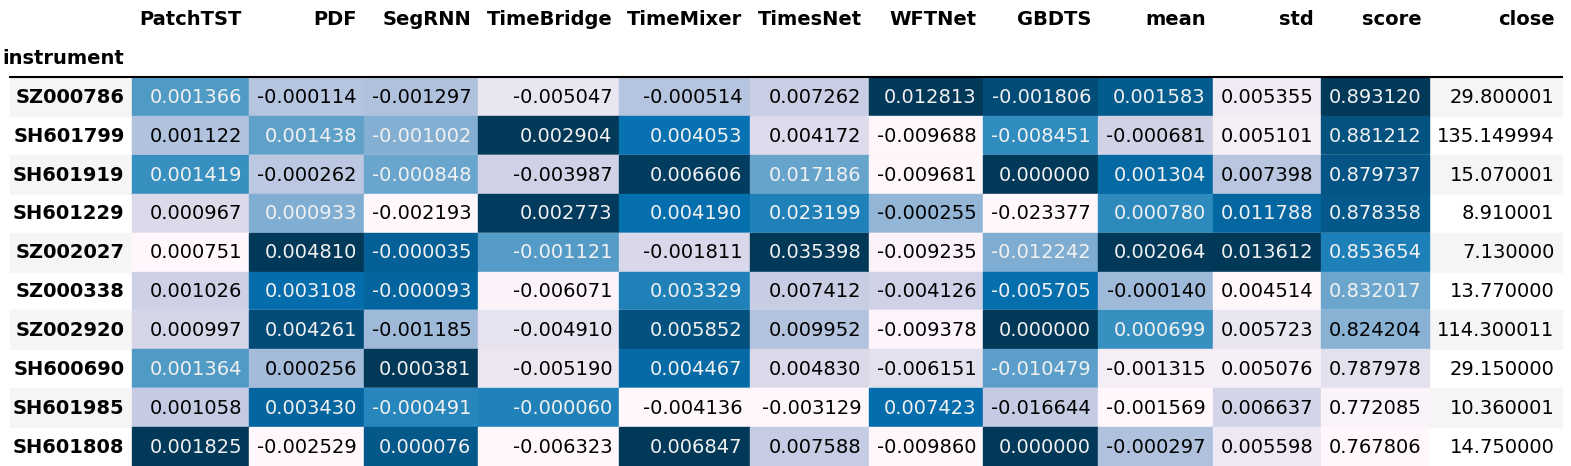 PatchTST PDF SegRNN TimeBridge TimeMixer TimesNet WFTNet GBDTS mean std score close
instrument
SZ000786 0.001366 -0.000114 -0.001297 -0.005047 -0.000514 0.007262 0.012813 -0.001806 0.001583 0.005355 0.893120 29.800001
SH601799 0.001122 0.001438 -0.001002 0.002904 0.004053 0.004172 -0.009688 -0.008451 -0.000681 0.005101 0.881212 135.149994
SH601919 0.001419 -0.000262 -0.000848 -0.003987 0.006606 0.017186 -0.009681 0.000000 0.001304 0.007398 0.879737 15.070001
SH601229 0.000967 0.000933 -0.002193 0.002773 0.004190 0.023199 -0.000255 -0.023377 0.000780 0.011788 0.878358 8.910001
SZ002027 0.000751 0.004810 -0.000035 -0.001121 -0.001811 0.035398 -0.009235 -0.012242 0.002064 0.013612 0.853654 7.130000
SZ000338 0.001026 0.003108 -0.000093 -0.006071 0.003329 0.007412 -0.004126 -0.005705 -0.000140 0.004514 0.832017 13.770000
SZ002920 0.000997 0.004261 -0.001185 -0.004910 0.005852 0.009952 -0.009378 0.000000 0.000699 0.005723 0.824204 114.300011
SH600690 0.001364 0.000256 0.000381 -0.005190 0.004467 0.004830 -0.006151 -0.010479 -0.001315 0.005076 0.787978 29.150000
SH601985 0.001058 0.003430 -0.000491 -0.000060 -0.004136 -0.003129 0.007423 -0.016644 -0.001569 0.006637 0.772085 10.360001
SH601808 0.001825 -0.002529 0.000076 -0.006323 0.006847 0.007588 -0.009860 0.000000 -0.000297 0.005598 0.767806 14.750000